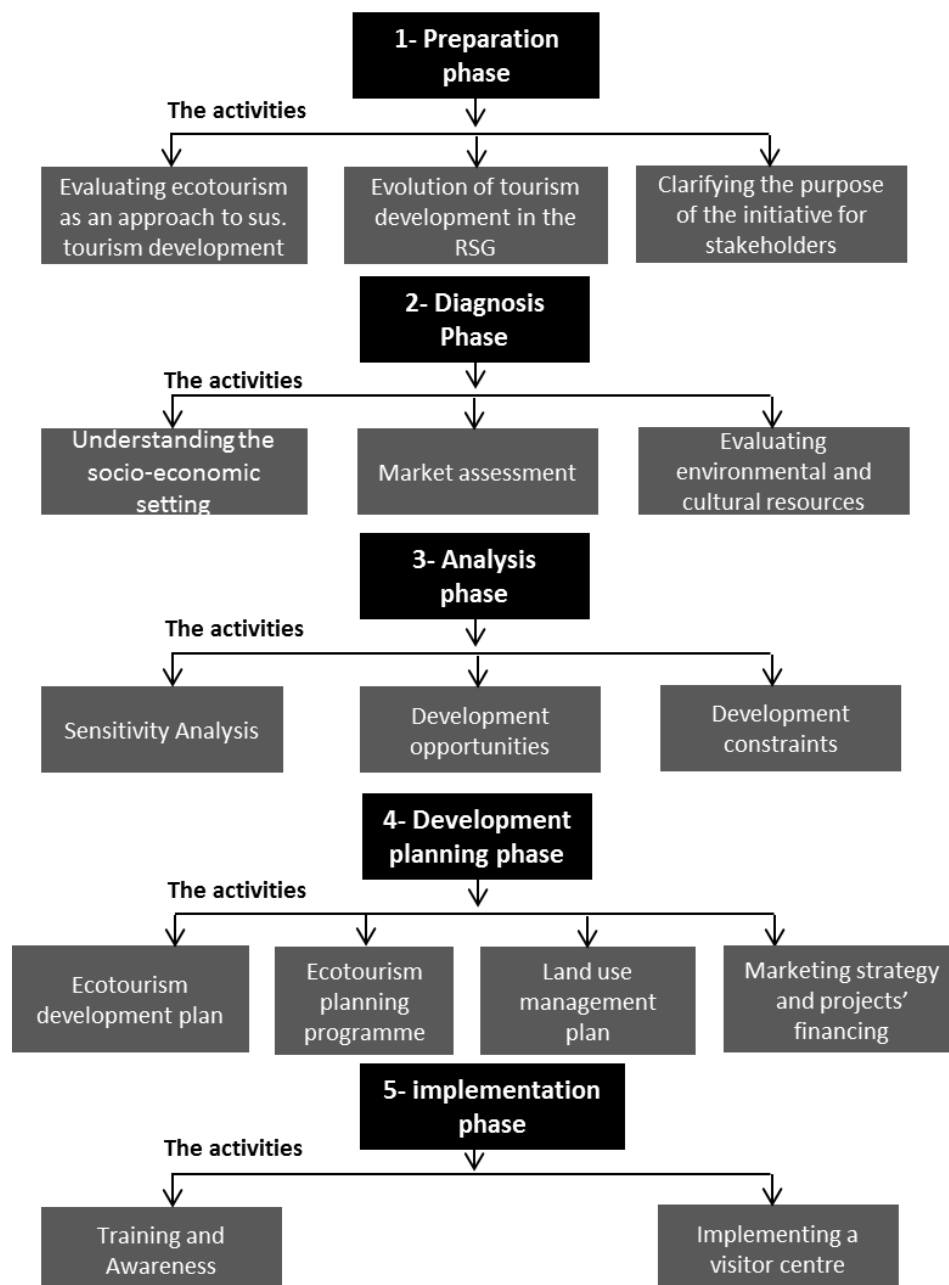 1- Preparation
phase
The activities
Evaluating ecotourism
as an approach to sus.
tourism development
Evolution of tourism
development in the
RSG
Clarifying the purpose
of the initiative for
stakeholders
2- Diagnosis
Phase
The activities
Understanding the
socio-economic
setting
Market assessment
Evaluating
environmental and
cultural resources
3- Analysis
phase
The activities
Sensitivity Analysis
Development
opportunities
Development
constraints
4- Development
planning phase
The activities
Ecotourism
development plan
Ecotourism
planning
programme
Land use
management
plan
Marketing strategy
and projects’
financing
5- implementation
phase
The activities
Training and
Awareness
Implementing a
visitor centre